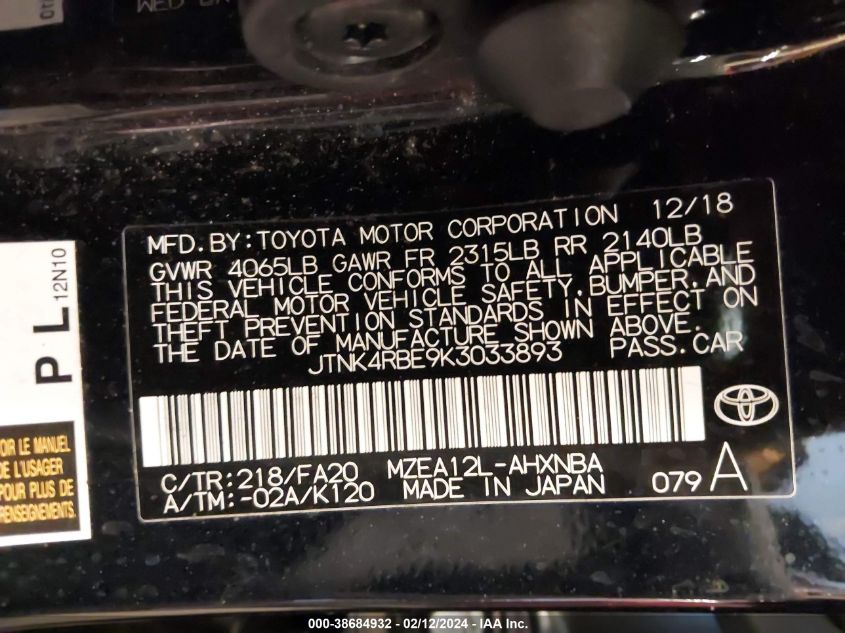 WED
MFD.BY:TOYOTA MOTOR CORPORATION 12/18
GVWR 4065LB GAWR FR 2315LB RR 2140LB
THIS VEHICLE CONFORMS TO ALL APPLICABLE
FEDERAL MOTOR VEHICLE SAFETY,BUMPER,AND
THEFT PREVENTION STANDARDS IN EFFECT ON
THE DATE OF MANUFACTURE SHOWN ABOVE.
JTNK4RBE9K3033893 PASS.CAR
C/TR:218/FA20 MZEA12L-AHXNBA
A/TM:-02A/K120 MADE IN JAPAN 079 A
P L
12N10
OIR LE MANUEL
DE L'USAGER
POUR PLUS DE
RENSEIGNEMENTS.
000-38684932 - 02/12/2024 - IAA Inc.